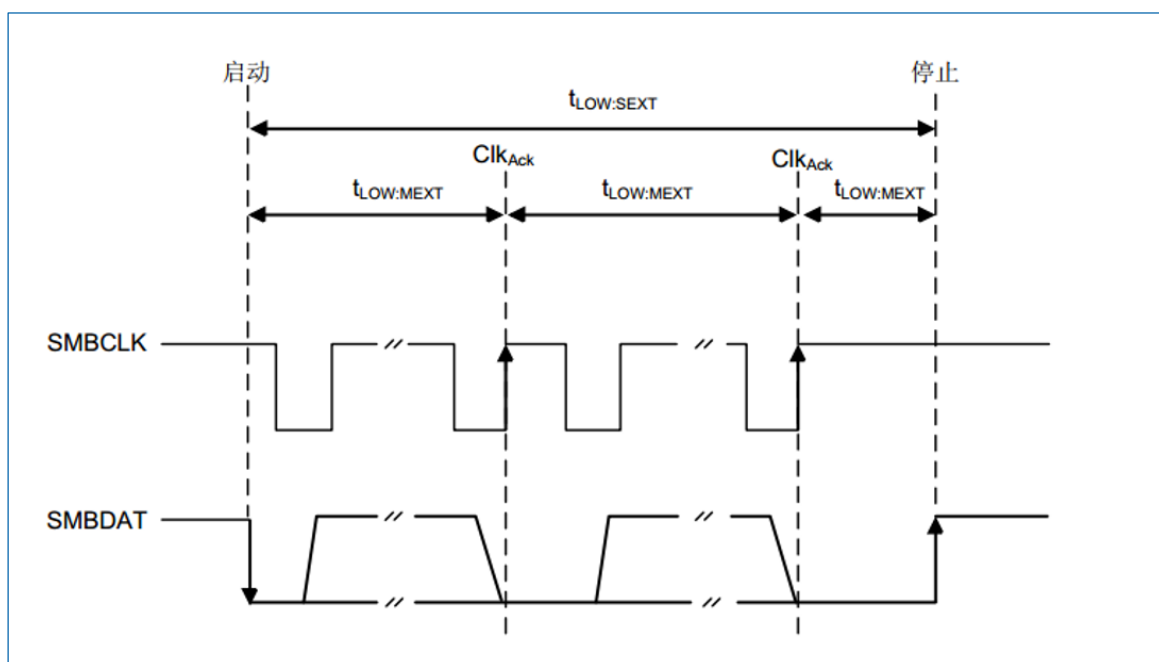 启动
停止
tLOW:SEXT
ClkAck
ClkAck
tLOW:MEXT
tLOW:MEXT
tLOW:MEXT
SMBCLK
SMBDAT